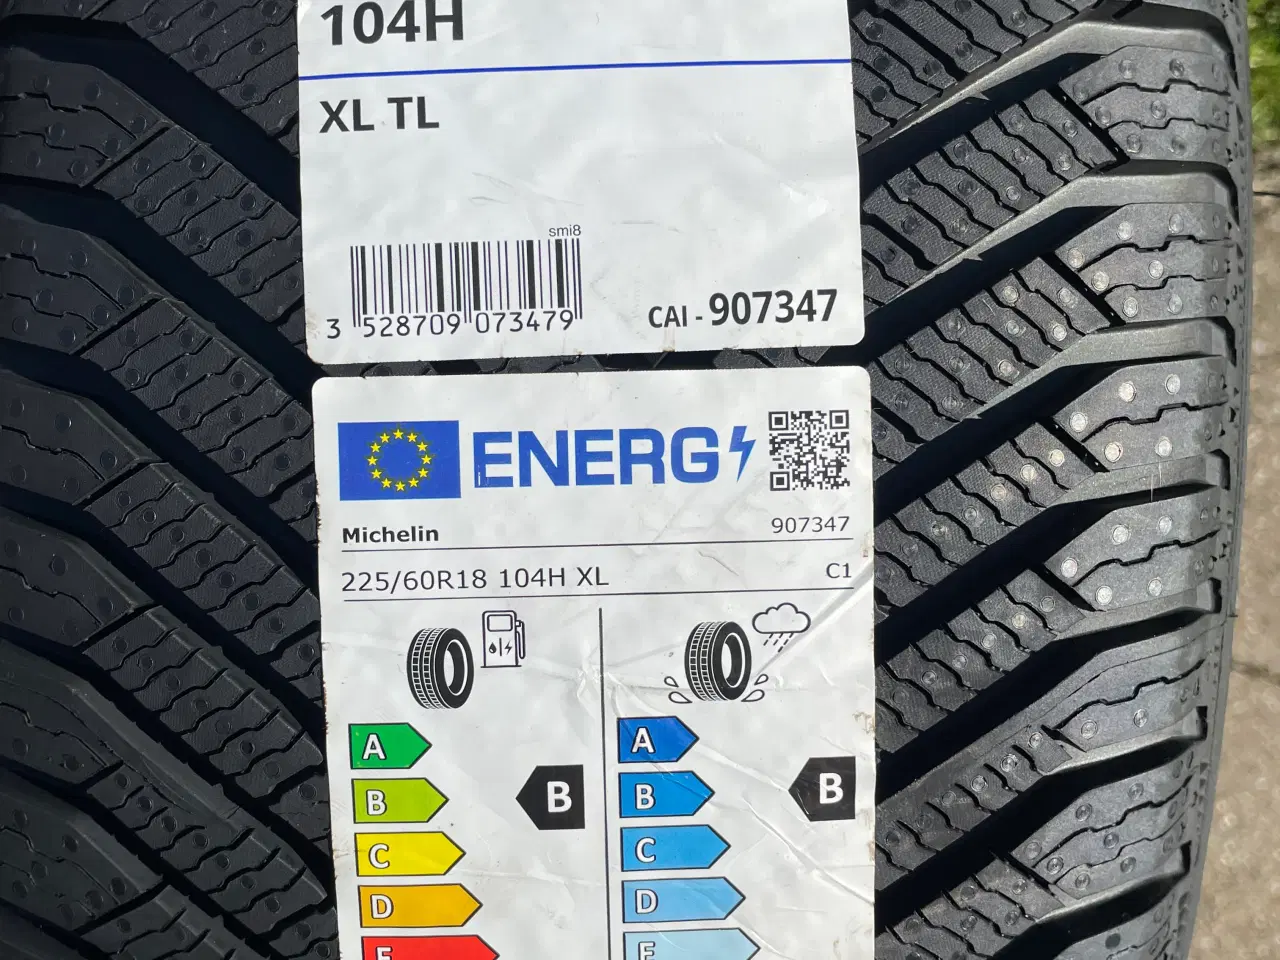 104H
XL TL
smi8
3 528709 073479
CAI - 907347
ENERG
Michelin 907347
225/60R18 104H XL C1
A A
B B B B
C C
D D
E E